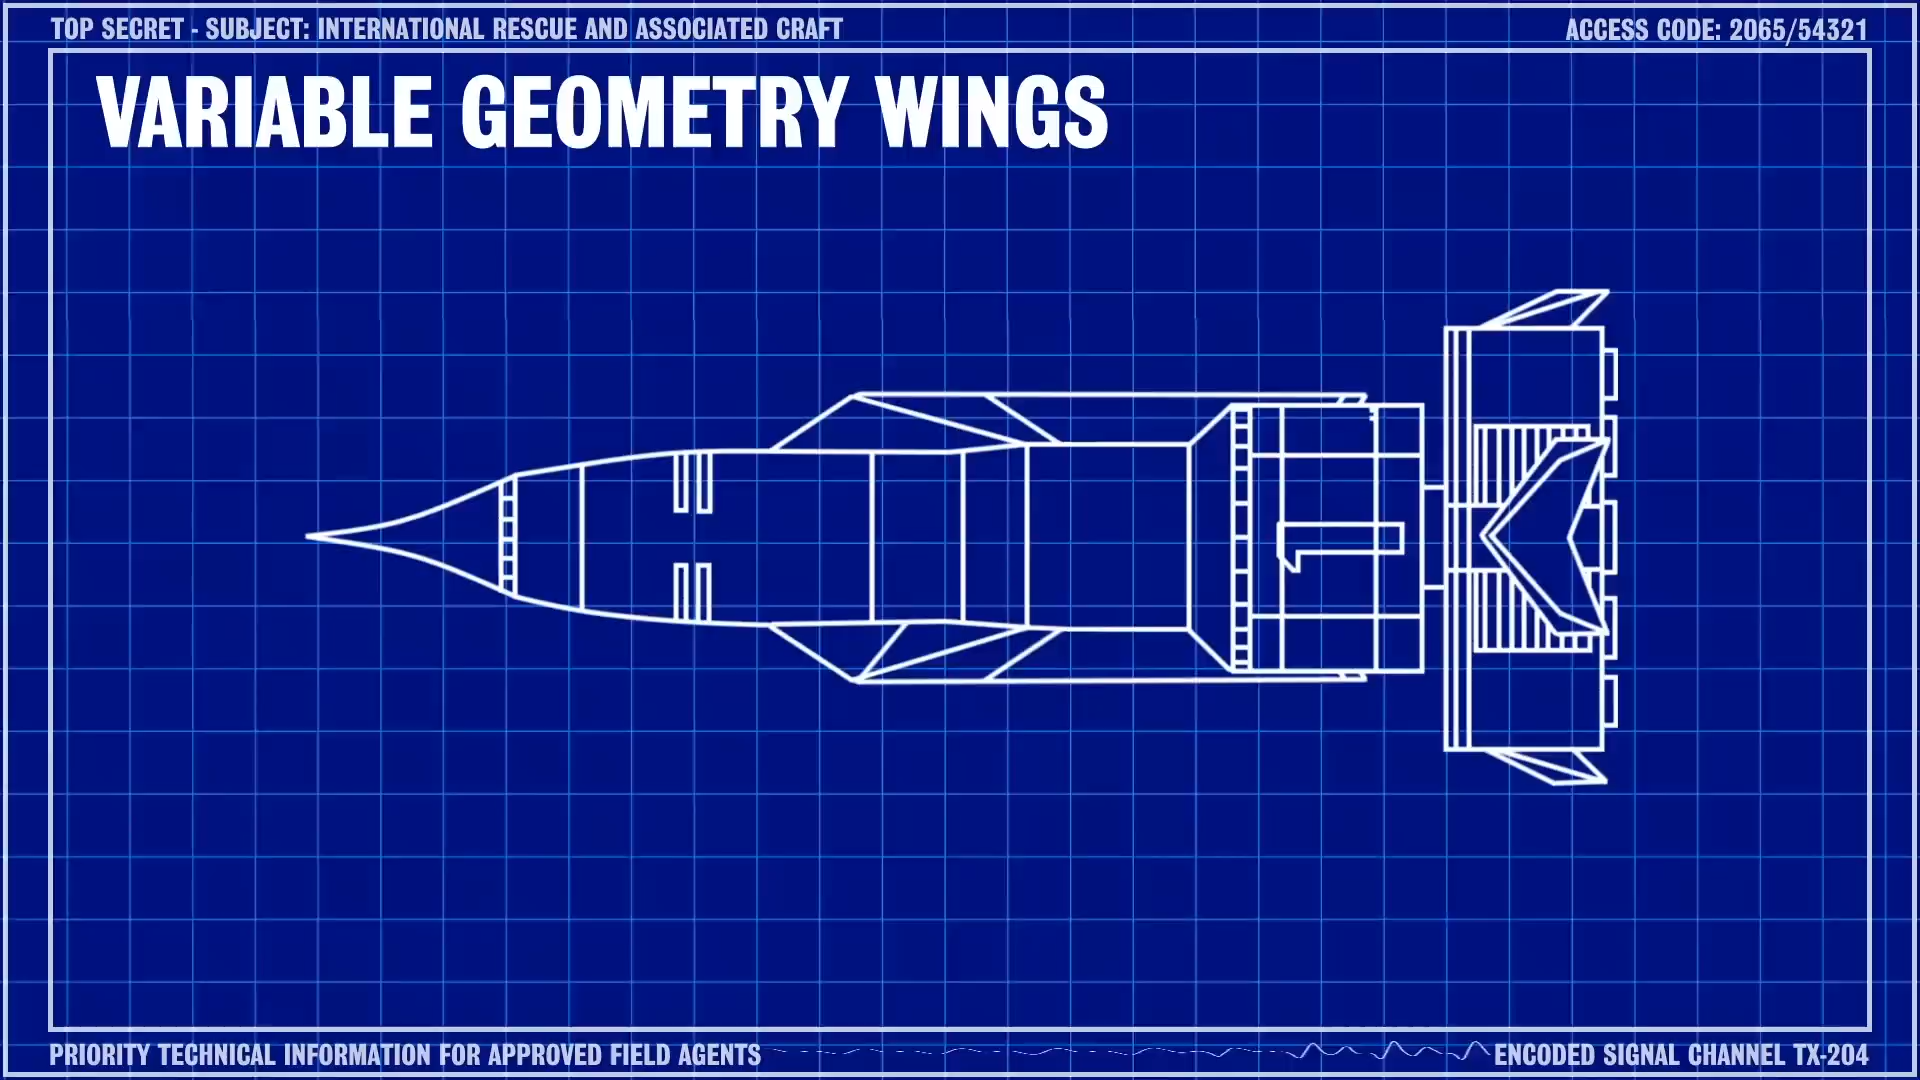 TOP SECRET - SUBJECT: INTERNATIONAL RESCUE AND ASSOCIATED CRAFT
ACCESS CODE: 2065/54321
VARIABLE GEOMETRY WINGS
1
PRIORITY TECHNICAL INFORMATION FOR APPROVED FIELD AGENTS
ENCODED SIGNAL CHANNEL TX-204